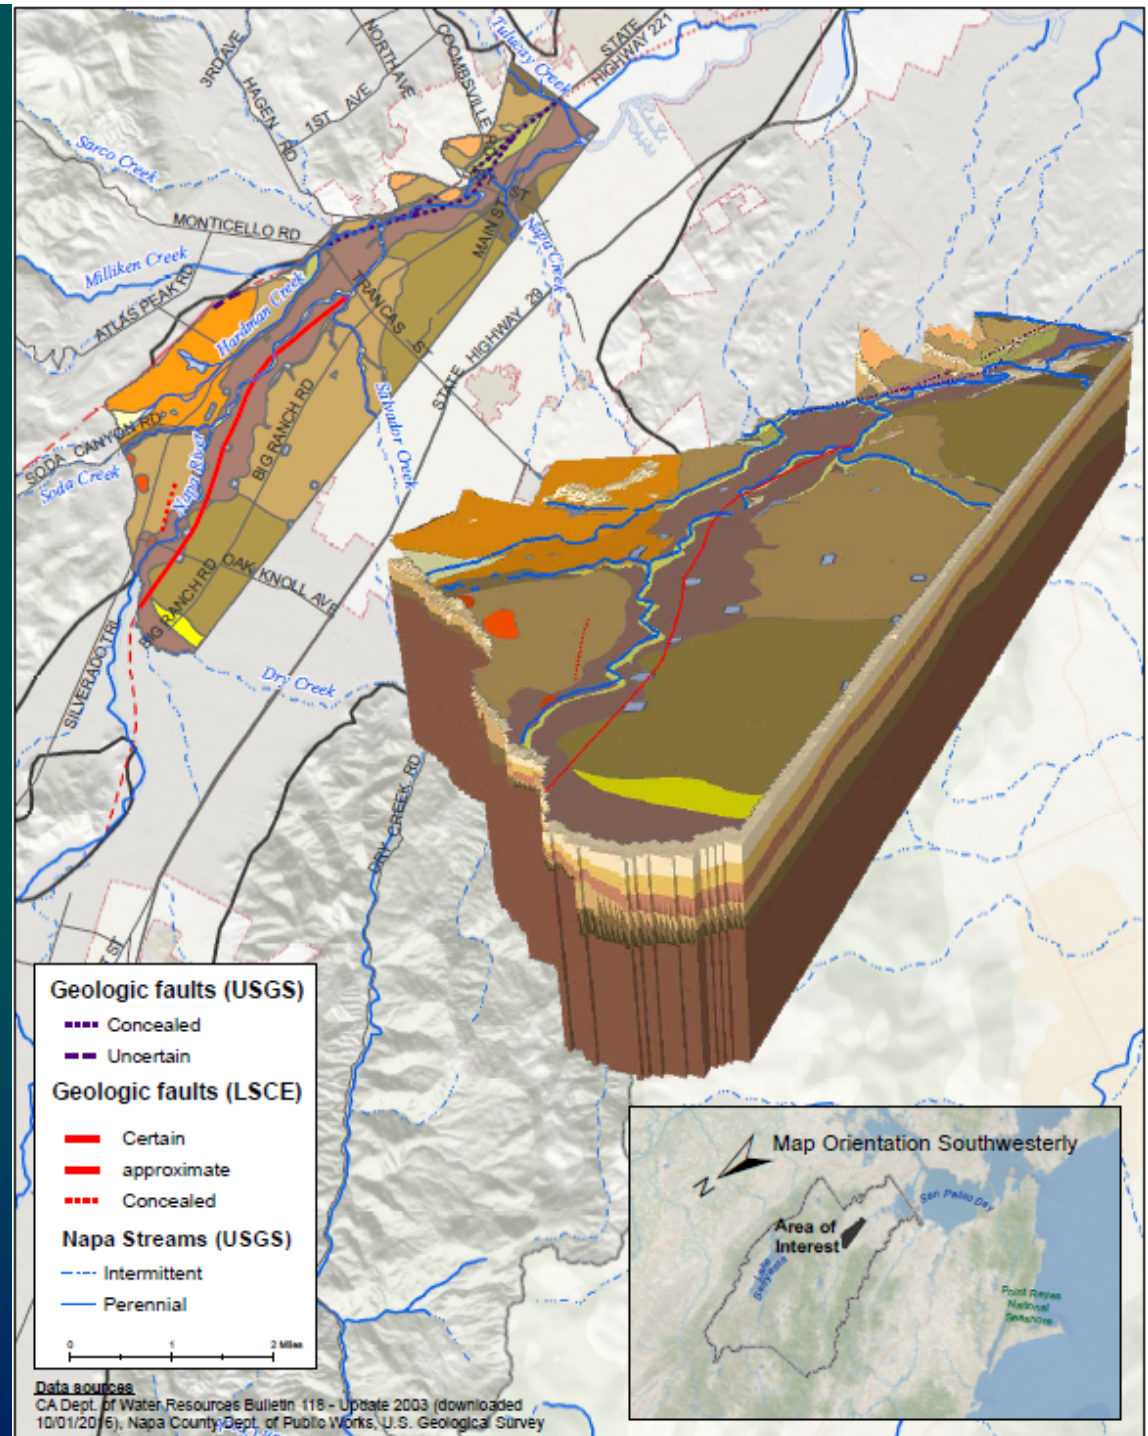 3RD AVE
HAGEN RD
1ST AVE
NORTH AVE
COOMBSVILLE R
Tulucay Creek
STATE
HIGHWAY 221
Sarco Creek
MONTICELLO RD
Milliken Creek
ATLAS PEAK RD
Hardman Creek
TRANCAS ST
MAIN ST
ST
Napa Creek
STATE HIGHWAY 29
SODA CANYON RD
Soda Creek
Napa River
BIG RANCH RD
Salvador Creek
OAK KNOLL AVE
BIG RANCH RD
SILVERADO TRL
Dry Creek
DRY CREEK RD
T ST
Geologic faults (USGS)
Concealed
Uncertain
Geologic faults (LSCE)
Certain
approximate
Concealed
Napa Streams (USGS)
Intermittent
Perennial
0 1 2 Miles
Map Orientation Southwesterly
N
San Pablo Bay
Area of
Interest
Lake
Berryessa
Point Reyes
National
Seashore
Data sources
CA Dept. of Water Resources Bulletin 118 - Update 2003 (downloaded
10/01/2016), Napa County Dept. of Public Works, U.S. Geological Survey